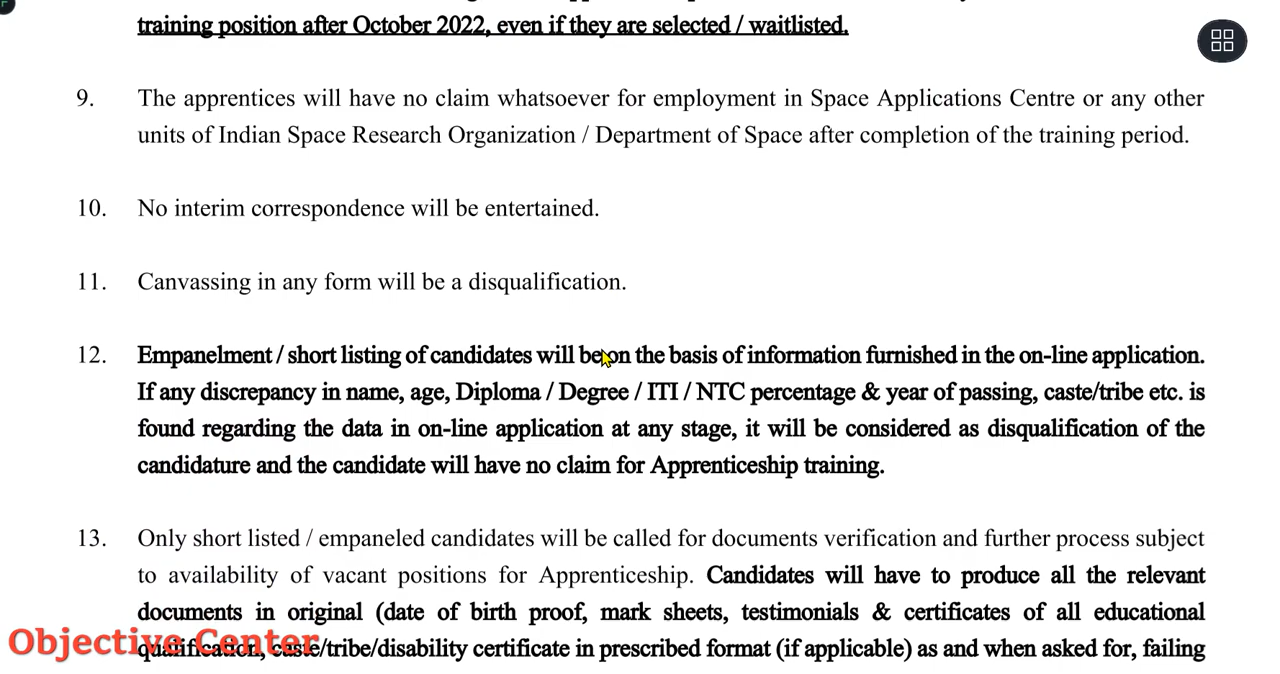 training position after October 2022, even if they are selected / waitlisted.
9. The apprentices will have no claim whatsoever for employment in Space Applications Centre or any other
units of Indian Space Research Organization / Department of Space after completion of the training period.
10. No interim correspondence will be entertained.
11. Canvassing in any form will be a disqualification.
12. Empanelment / short listing of candidates will be on the basis of information furnished in the on-line application.
If any discrepancy in name, age, Diploma / Degree / ITI / NTC percentage & year of passing, caste/tribe etc. is
found regarding the data in on-line application at any stage, it will be considered as disqualification of the
candidature and the candidate will have no claim for Apprenticeship training.
13. Only short listed / empaneled candidates will be called for documents verification and further process subject
to availability of vacant positions for Apprenticeship. Candidates will have to produce all the relevant
documents in original (date of birth proof, mark sheets, testimonials & certificates of all educational
qualification, caste/tribe/disability certificate in prescribed format (if applicable) as and when asked for, failing
Objective Center